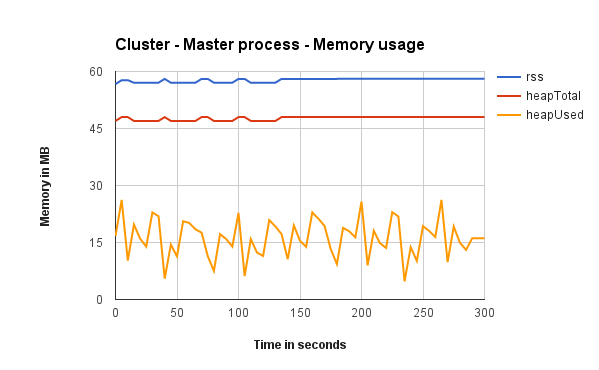 Cluster - Master process - Memory usage
60
45
30
15
0
Memory in MB
0 50 100 150 200 250 300
Time in seconds
rss
heapTotal
heapUsed